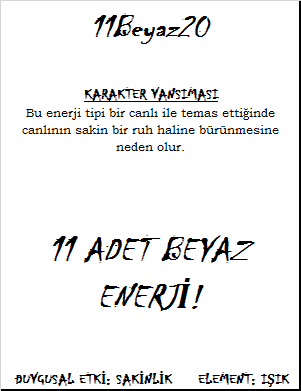 11Beyaz20
KARAKTER YANSIMASI
Bu enerji tipi bir canlı ile temas ettiğinde
canlının sakin bir ruh haline bürünmesine
neden olur.
11 ADET BEYAZ
ENERJİ!
DUYGUSAL ETKİ: SAKİNLİK ELEMENT: IŞIK